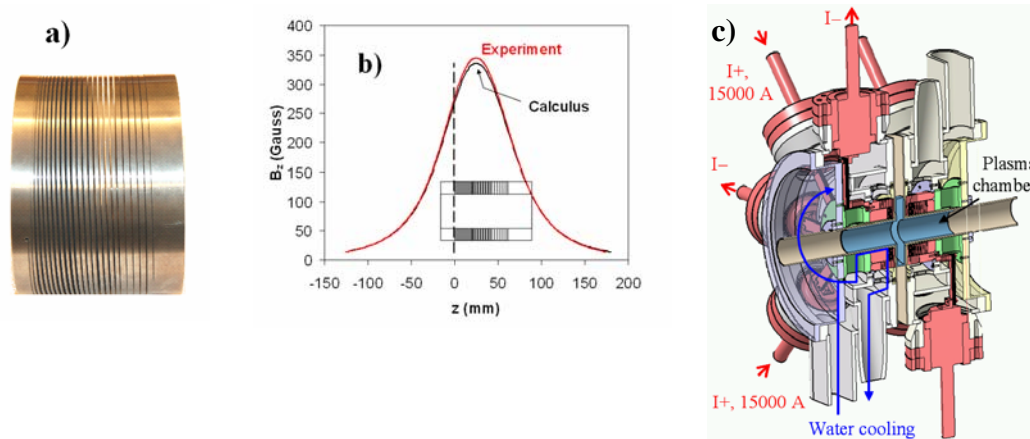 a)
b)
400
350
300
250
200
150
100
50
0
B_z (Gauss)
Experiment
Calculus
-150 -100 -50 0 50 100 150 200
z (mm)
c)
I–
I+,
15000 A
I–
Plasma
chamber
I+, 15000 A
Water cooling